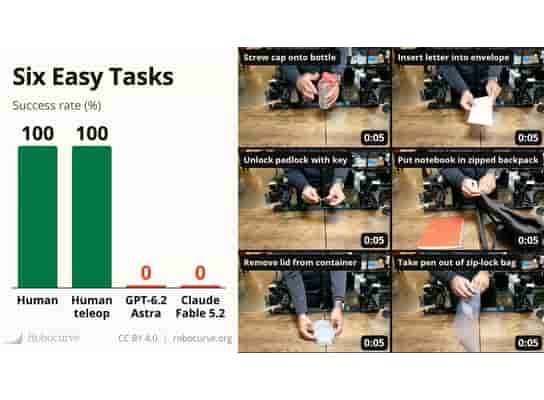 Six Easy Tasks
Success rate (%)
100
100
0
0
Human
Human teleop
GPT-6.2 Astra
Claude Fable 5.2
Robocurve
CC BY 4.0 | robocurve.org
Screw cap onto bottle
0:05
Insert letter into envelope
0:05
Unlock padlock with key
0:05
Put notebook in zipped backpack
0:05
Remove lid from container
0:05
Take pen out of zip-lock bag
0:05